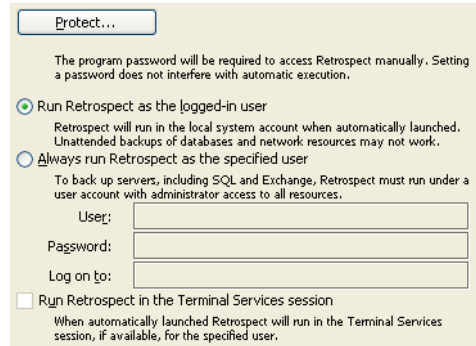 Protect...
The program password will be required to access Retrospect manually. Setting
a password does not interfere with automatic execution.
Run Retrospect as the logged-in user
Retrospect will run in the local system account when automatically launched.
Unattended backups of databases and network resources may not work.
Always run Retrospect as the specified user
To back up servers, including SQL and Exchange, Retrospect must run under a
user account with administrator access to all resources.
User:
Password:
Log on to:
Run Retrospect in the Terminal Services session
When automatically launched Retrospect will run in the Terminal Services
session, if available, for the specified user.